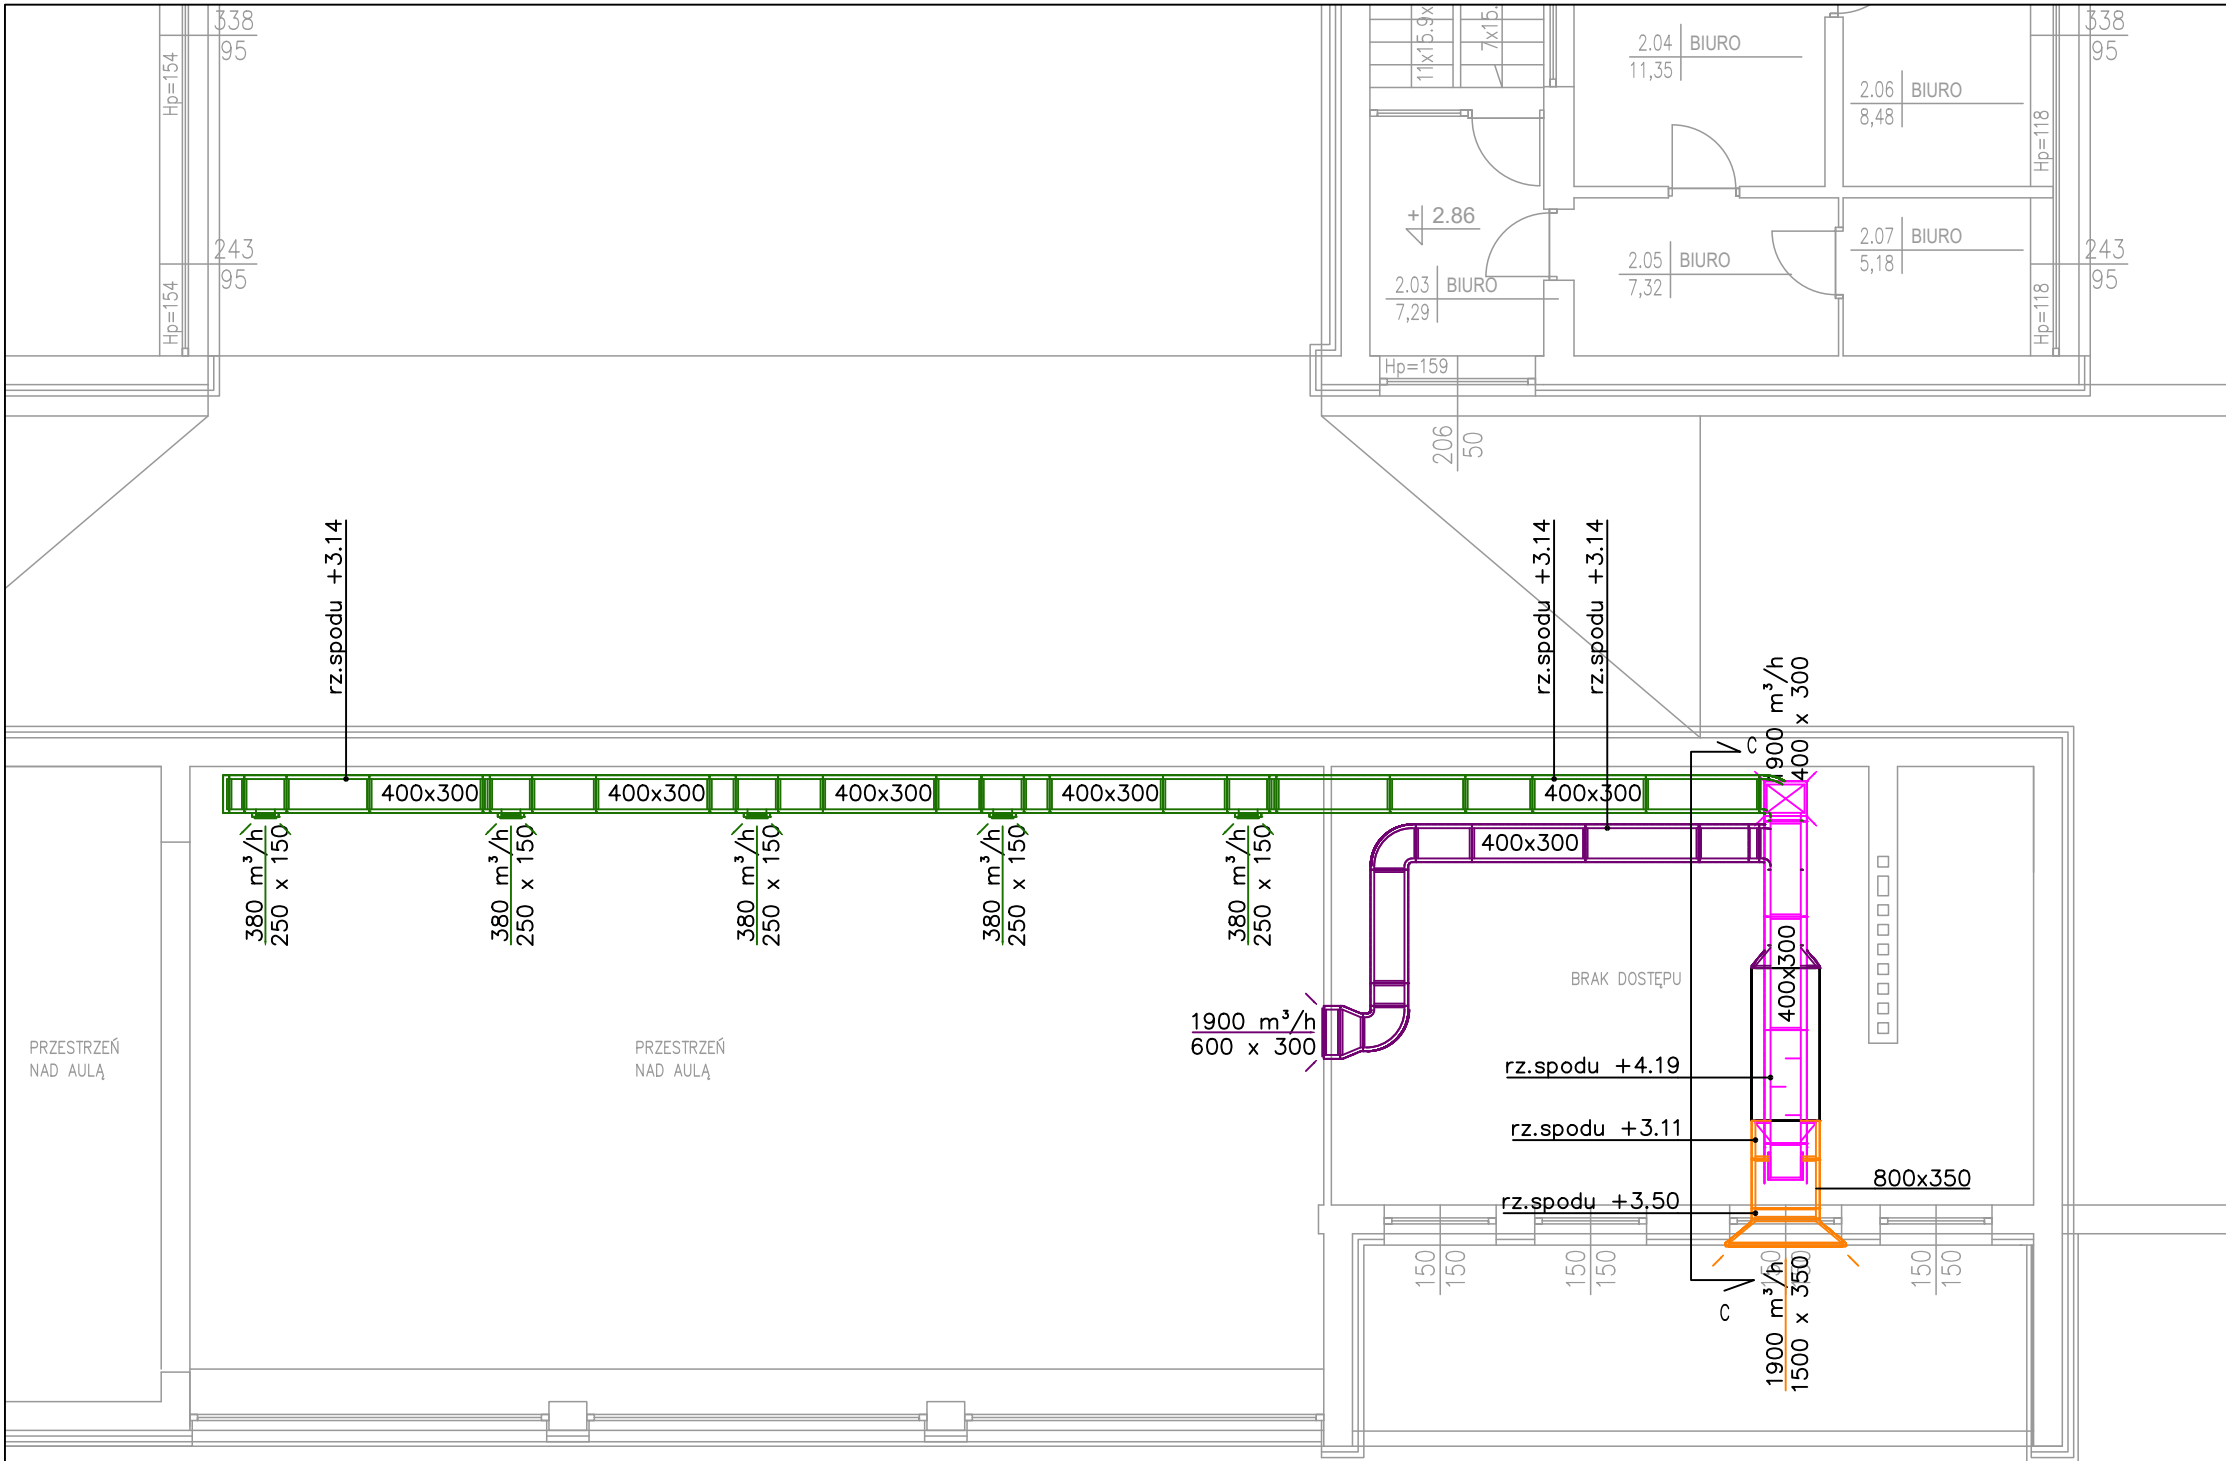 338
95
Hp=154
243
95
Hp=154
11x15.9x
7x15.
2.04 BIURO
11,35
2.06 BIURO
8,48
338
95
Hp=118
+ 2.86
2.03 BIURO
7,29
2.05 BIURO
7,32
2.07 BIURO
5,18
243
95
Hp=118
Hp=159
206
50
rz.spodu +3.14
rz.spodu +3.14
rz.spodu +3.14
900 m³/h
400 x 300
C
400x300
400x300
400x300
400x300
400x300
400x300
380 m³/h
250 x 150
380 m³/h
250 x 150
380 m³/h
250 x 150
380 m³/h
250 x 150
380 m³/h
250 x 150
BRAK DOSTĘPU
400x300
1900 m³/h
600 x 300
PRZESTRZEŃ
NAD AULĄ
PRZESTRZEŃ
NAD AULĄ
rz.spodu +4.19
rz.spodu +3.11
rz.spodu +3.50
800x350
150
150
150
150
150
150
C
1900 m³/h
1500 x 350